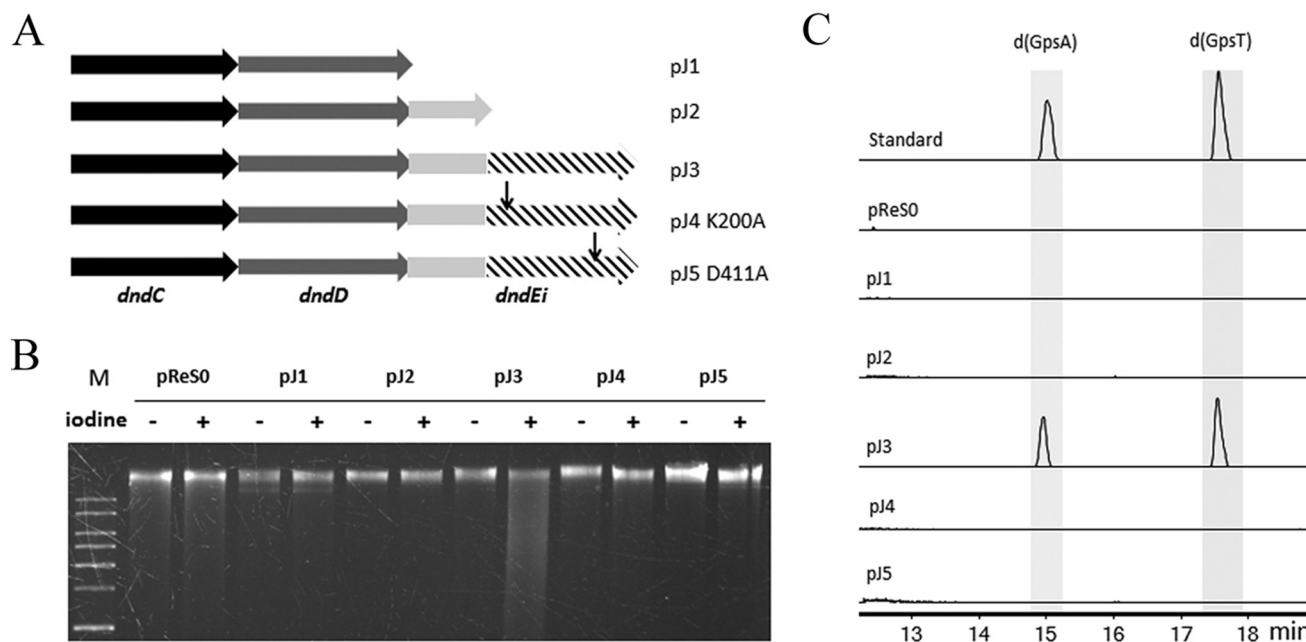 A
pJ1
pJ2
pJ3
pJ4 K200A
pJ5 D411A
dndC dndD dndEi
B
M pReS0 pJ1 pJ2 pJ3 pJ4 pJ5
iodine - + - + - + - + - + - +
C
d(GpsA) d(GpsT)
Standard
pReS0
pJ1
pJ2
pJ3
pJ4
pJ5
13 14 15 16 17 18 min